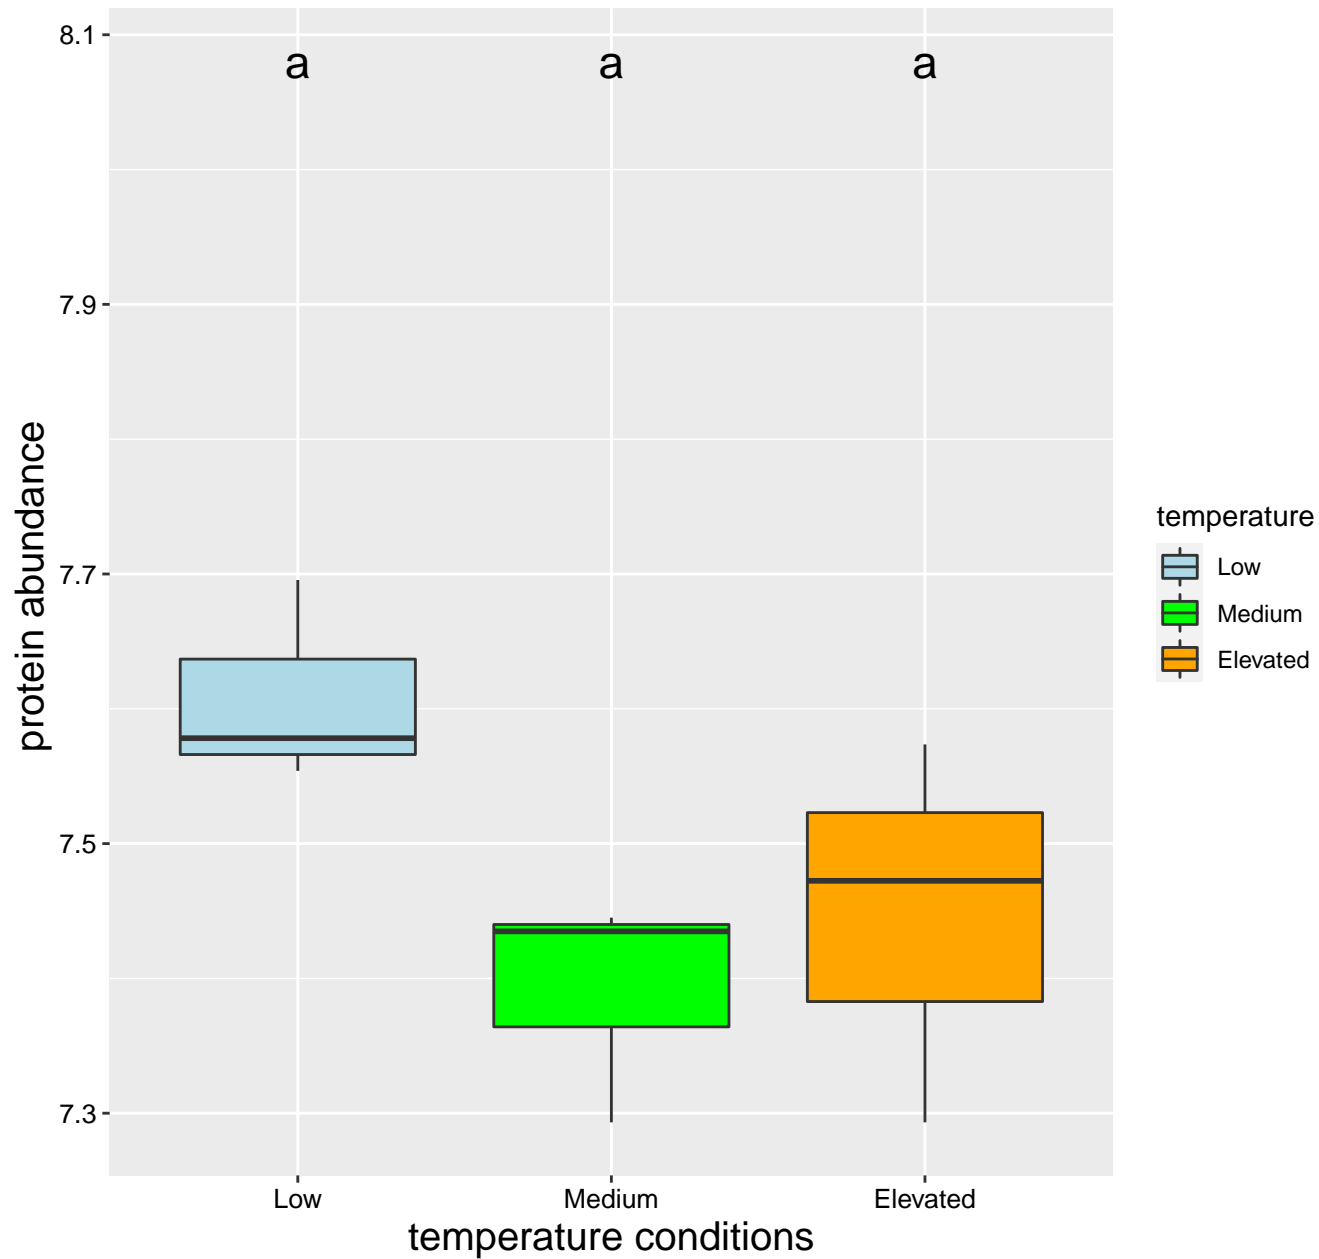 8.1
a a a
7.9
7.7
7.5
7.3
protein abundance
Low Medium Elevated
temperature conditions
temperature
Low
Medium
Elevated